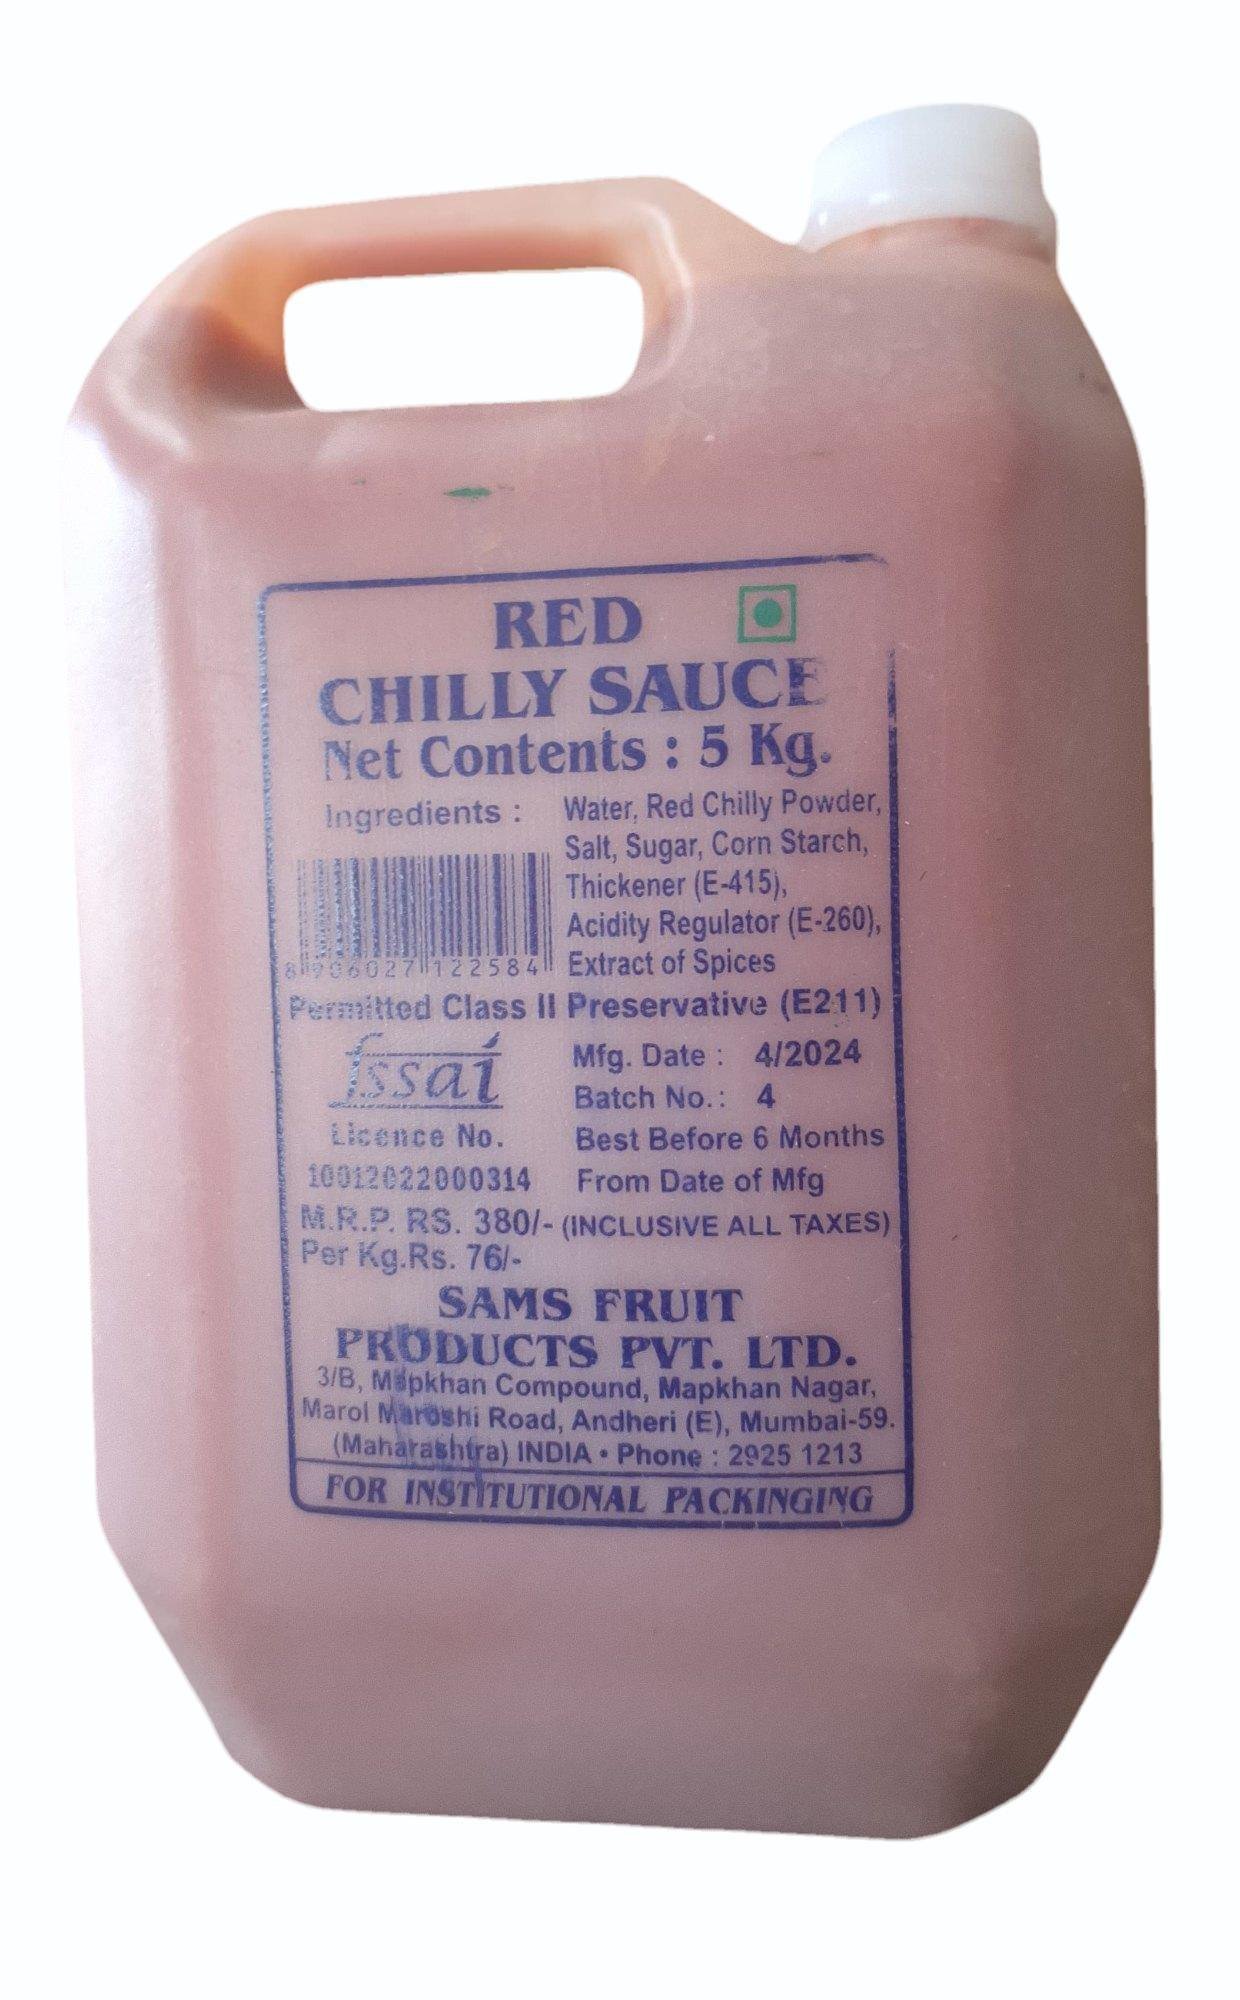 RED
CHILLY SAUCE
Net Contents : 5 Kg.
Ingredients : Water, Red Chilly Powder,
Salt, Sugar, Corn Starch,
Thickener (E-415),
Acidity Regulator (E-260),
Extract of Spices
8 906027 122584
Permitted Class II Preservative (E211)
fssai
Licence No.
10012022000314
Mfg. Date : 4/2024
Batch No.: 4
Best Before 6 Months
From Date of Mfg
M.R.P. RS. 380/- (INCLUSIVE ALL TAXES)
Per Kg.Rs. 76/-
SAMS FRUIT
PRODUCTS PVT. LTD.
3/B, Mapkhan Compound, Mapkhan Nagar,
Marol Maroshi Road, Andheri (E), Mumbai-59.
(Maharashtra) INDIA • Phone : 2925 1213
FOR INSTITUTIONAL PACKINGING